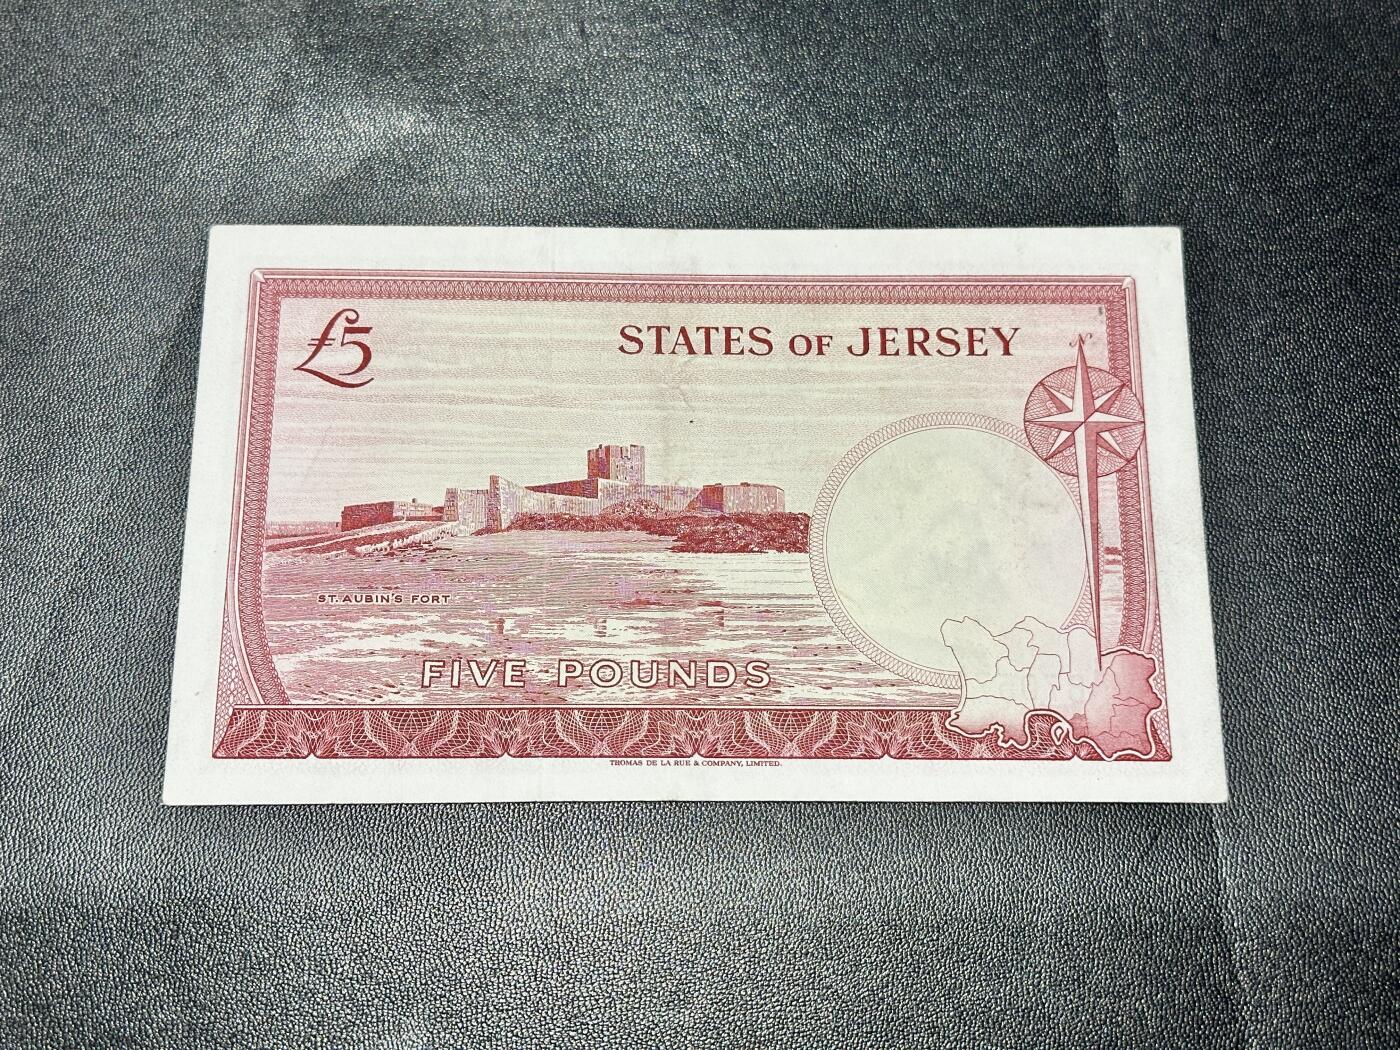 £5
STATES OF JERSEY
N
ST. AUBIN'S FORT
FIVE POUNDS
THOMAS DE LA RUE & COMPANY, LIMITED.